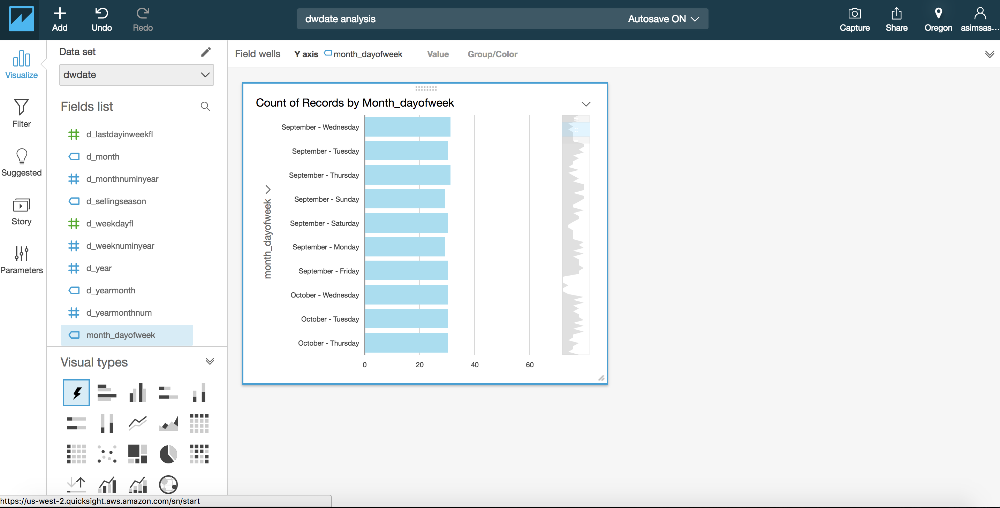 Add
Undo
Redo
dwdate analysis
Autosave ON
Capture
Share
Oregon
asimsas...
Visualize
Filter
Suggested
Story
Parameters
Data set
dwdate
Fields list
d_lastdayinweekfl
d_month
d_monthnuminyear
d_sellingseason
d_weekdayfl
d_weeknuminyear
d_year
d_yearmonth
d_yearmonthnum
month_dayofweek
Visual types
Field wells
Y axis month_dayofweek
Value
Group/Color
Count of Records by Month_dayofweek
month_dayofweek
September - Wednesday
September - Tuesday
September - Thursday
September - Sunday
September - Saturday
September - Monday
September - Friday
October - Wednesday
October - Tuesday
October - Thursday
0 20 40 60
https://us-west-2.quicksight.aws.amazon.com/sn/start